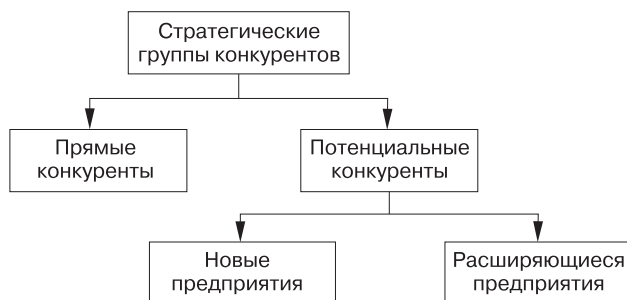 Стратегические
группы конкурентов
Прямые
конкуренты
Потенциальные
конкуренты
Новые
предприятия
Расширяющиеся
предприятия